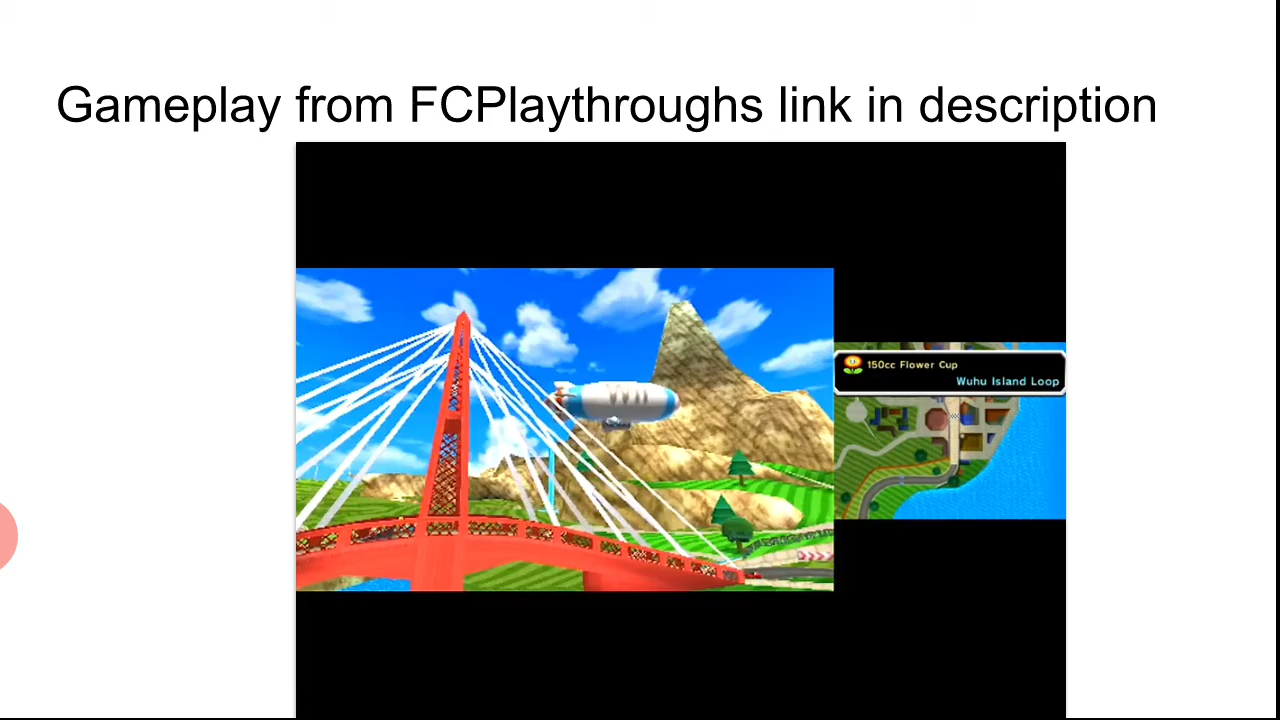 Gameplay from FCPlaythroughs link in description
150cc Flower Cup
Wuhu Island Loop